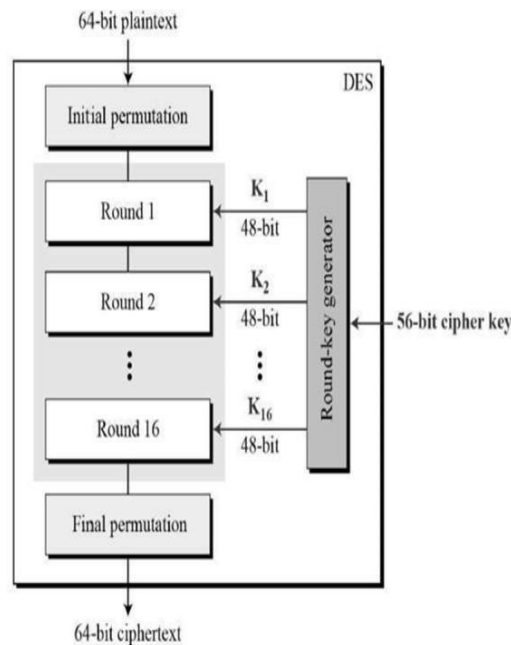 64-bit plaintext
DES
Initial permutation
K1
Round 1
48-bit
K2
Round 2
48-bit
Round-key generator
56-bit cipher key
K16
Round 16
48-bit
Final permutation
64-bit ciphertext